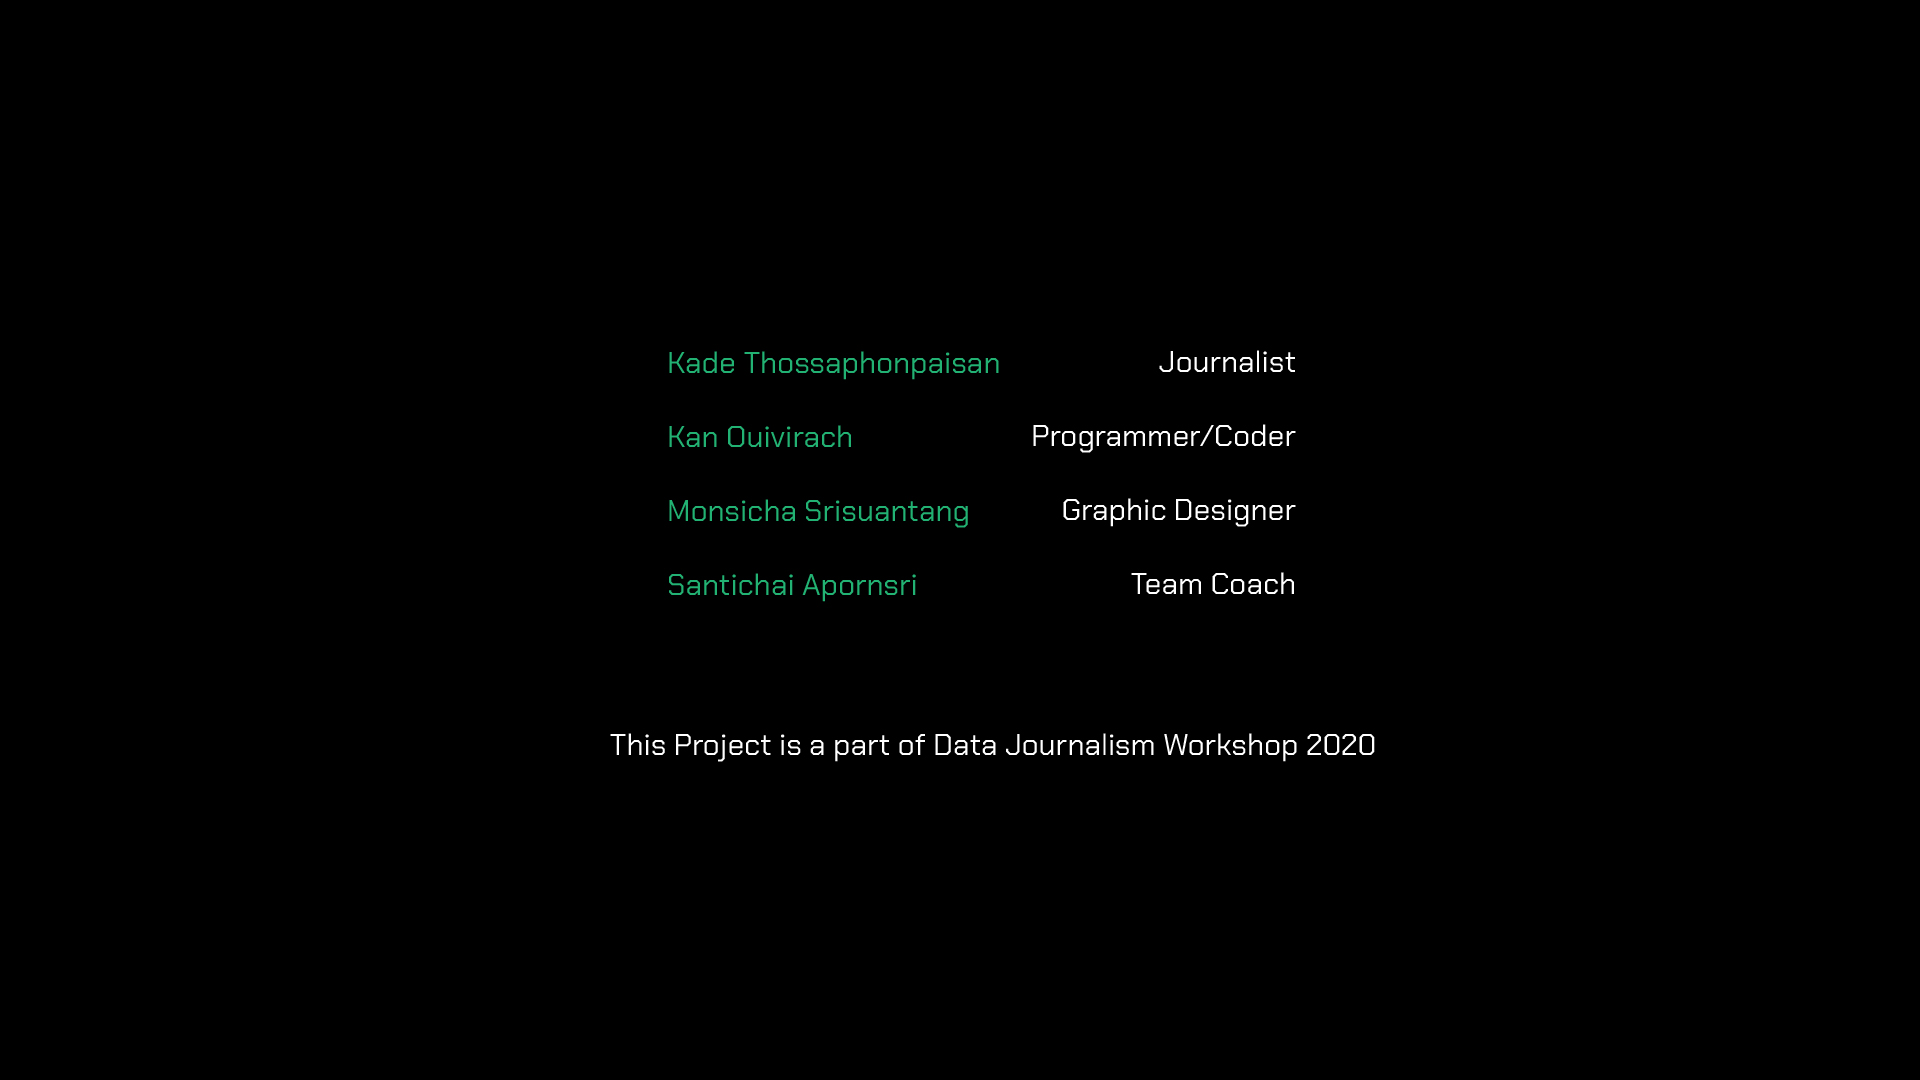 Kade Thossaphonpaisan Journalist
Kan Ouivirach Programmer/Coder
Monsicha Srisuantang Graphic Designer
Santichai Apornsri Team Coach
This Project is a part of Data Journalism Workshop 2020